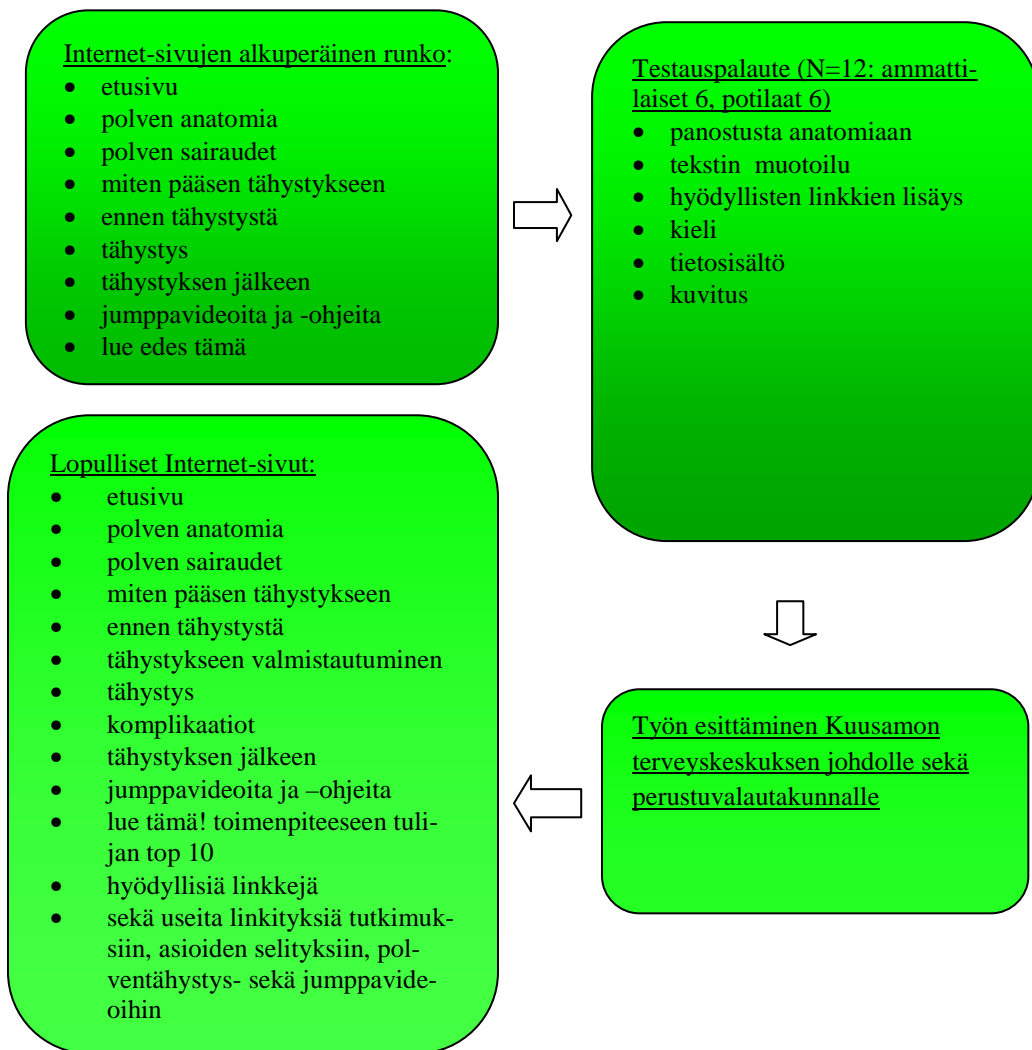 Internet-sivujen alkuperäinen runko:
• etusivu
• polven anatomia
• polven sairaudet
• miten pääsen tähystykseen
• ennen tähystystä
• tähystys
• tähystyksen jälkeen
• jumppavideoita ja -ohjeita
• lue edes tämä
Testauspalaute (N=12: ammatti-
laiset 6, potilaat 6)
• panostusta anatomiaan
• tekstin muotoilu
• hyödyllisten linkkien lisäys
• kieli
• tietosisältö
• kuvitus
Työn esittäminen Kuusamon
terveyskeskuksen johdolle sekä
perustuvalautakunnalle
Lopulliset Internet-sivut:
• etusivu
• polven anatomia
• polven sairaudet
• miten pääsen tähystykseen
• ennen tähystystä
• tähystykseen valmistautuminen
• tähystys
• komplikaatiot
• tähystyksen jälkeen
• jumppavideoita ja –ohjeita
• lue tämä! toimenpiteeseen tuli-
jan top 10
• hyödyllisiä linkkejä
• sekä useita linkityksiä tutkimuk-
siin, asioiden selityksiin, pol-
ventähystys- sekä jumppavide-
oihin